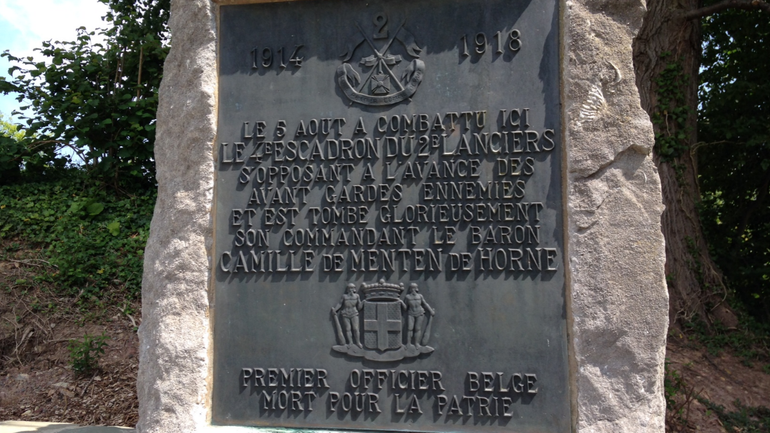 2
1914 1918
LE 5 AOUT A COMBATTU ICI
LE 4ᴱ ESCADRON DU 2ᴱ LANCIERS
S'OPPOSANT A L'AVANCE DES
AVANT GARDES ENNEMIES
ET EST TOMBE GLORIEUSEMENT
SON COMMANDANT LE BARON
CAMILLE DE MENTEN DE HORNE
PREMIER OFFICIER BELGE
MORT POUR LA PATRIE